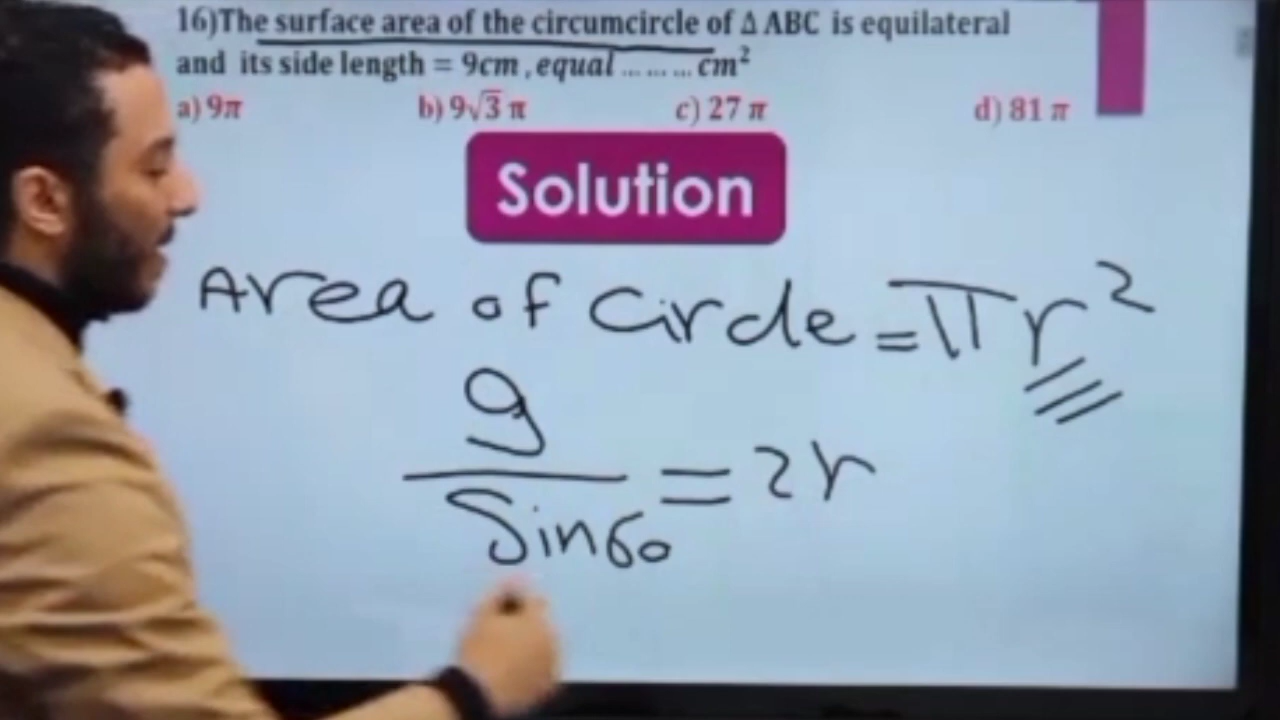 16)The surface area of the circumcircle of Δ ABC is equilateral
and its side length = 9cm ,equal ... ... ... cm²
a) 9π b) 9√3 π c) 27 π d) 81 π
Solution
Area of Circle = πr²
9
Sin60 = 2r